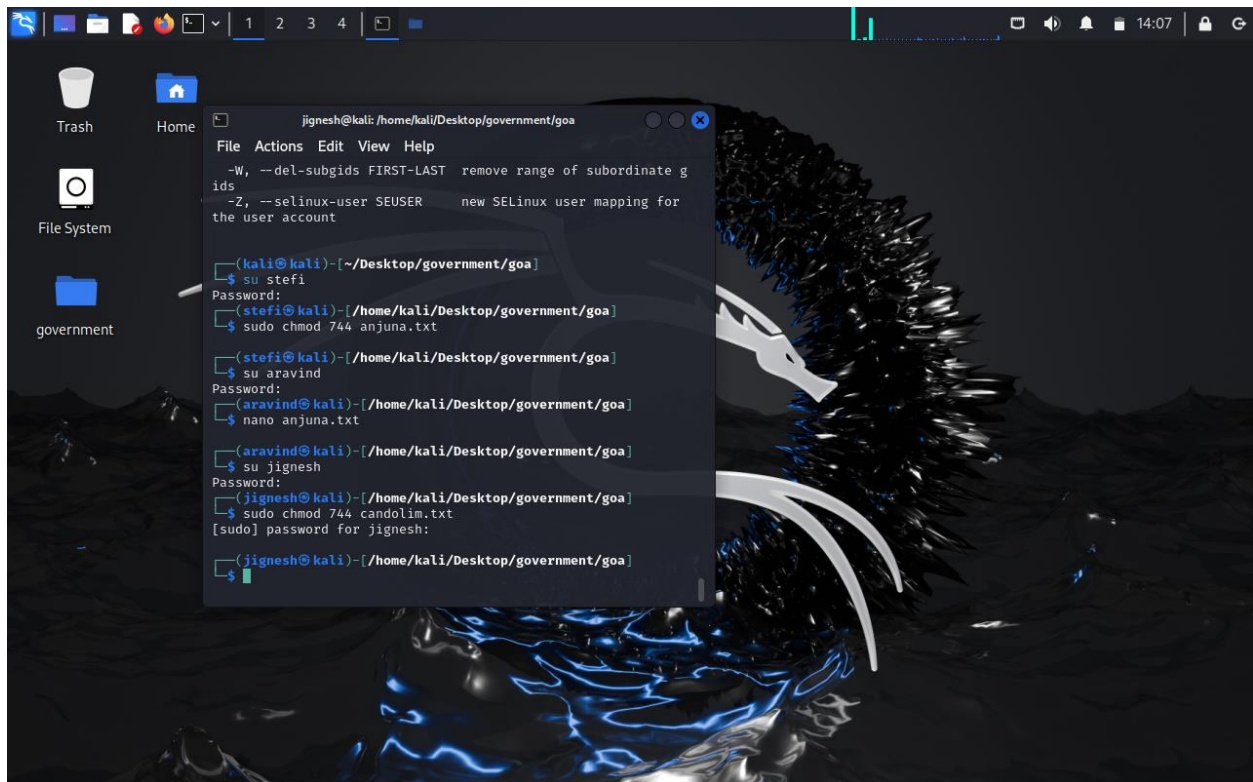 1 2 3 4 14:07
Trash
Home
File System
government
jignesh@kali: /home/kali/Desktop/government/goa
File Actions Edit View Help
-W, --del-subgids FIRST-LAST remove range of subordinate g
ids
-Z, --selinux-user SEUSER new SELinux user mapping for
the user account
┌──(kali㉿kali)-[~/Desktop/government/goa]
└─$ su stefi
Password:
┌──(stefi㉿kali)-[/home/kali/Desktop/government/goa]
└─$ sudo chmod 744 anjuna.txt
┌──(stefi㉿kali)-[/home/kali/Desktop/government/goa]
└─$ su aravind
Password:
┌──(aravind㉿kali)-[/home/kali/Desktop/government/goa]
└─$ nano anjuna.txt
┌──(aravind㉿kali)-[/home/kali/Desktop/government/goa]
└─$ su jignesh
Password:
┌──(jignesh㉿kali)-[/home/kali/Desktop/government/goa]
└─$ sudo chmod 744 candolim.txt
[sudo] password for jignesh:
┌──(jignesh㉿kali)-[/home/kali/Desktop/government/goa]
└─$